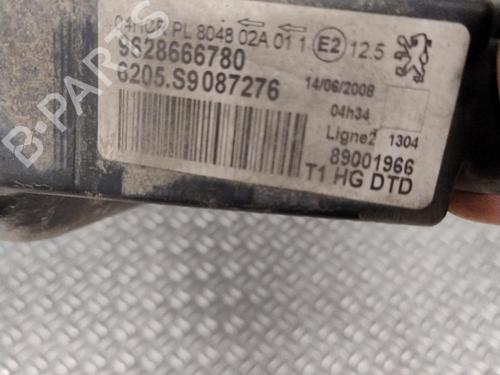 04HCR PL 8048 02A 01 1 E2 12.5
9628666780
6205.S9087276
14/06/2008
04h34
Ligne2 1304
89001966
T1 HG DTD
B-PARTS